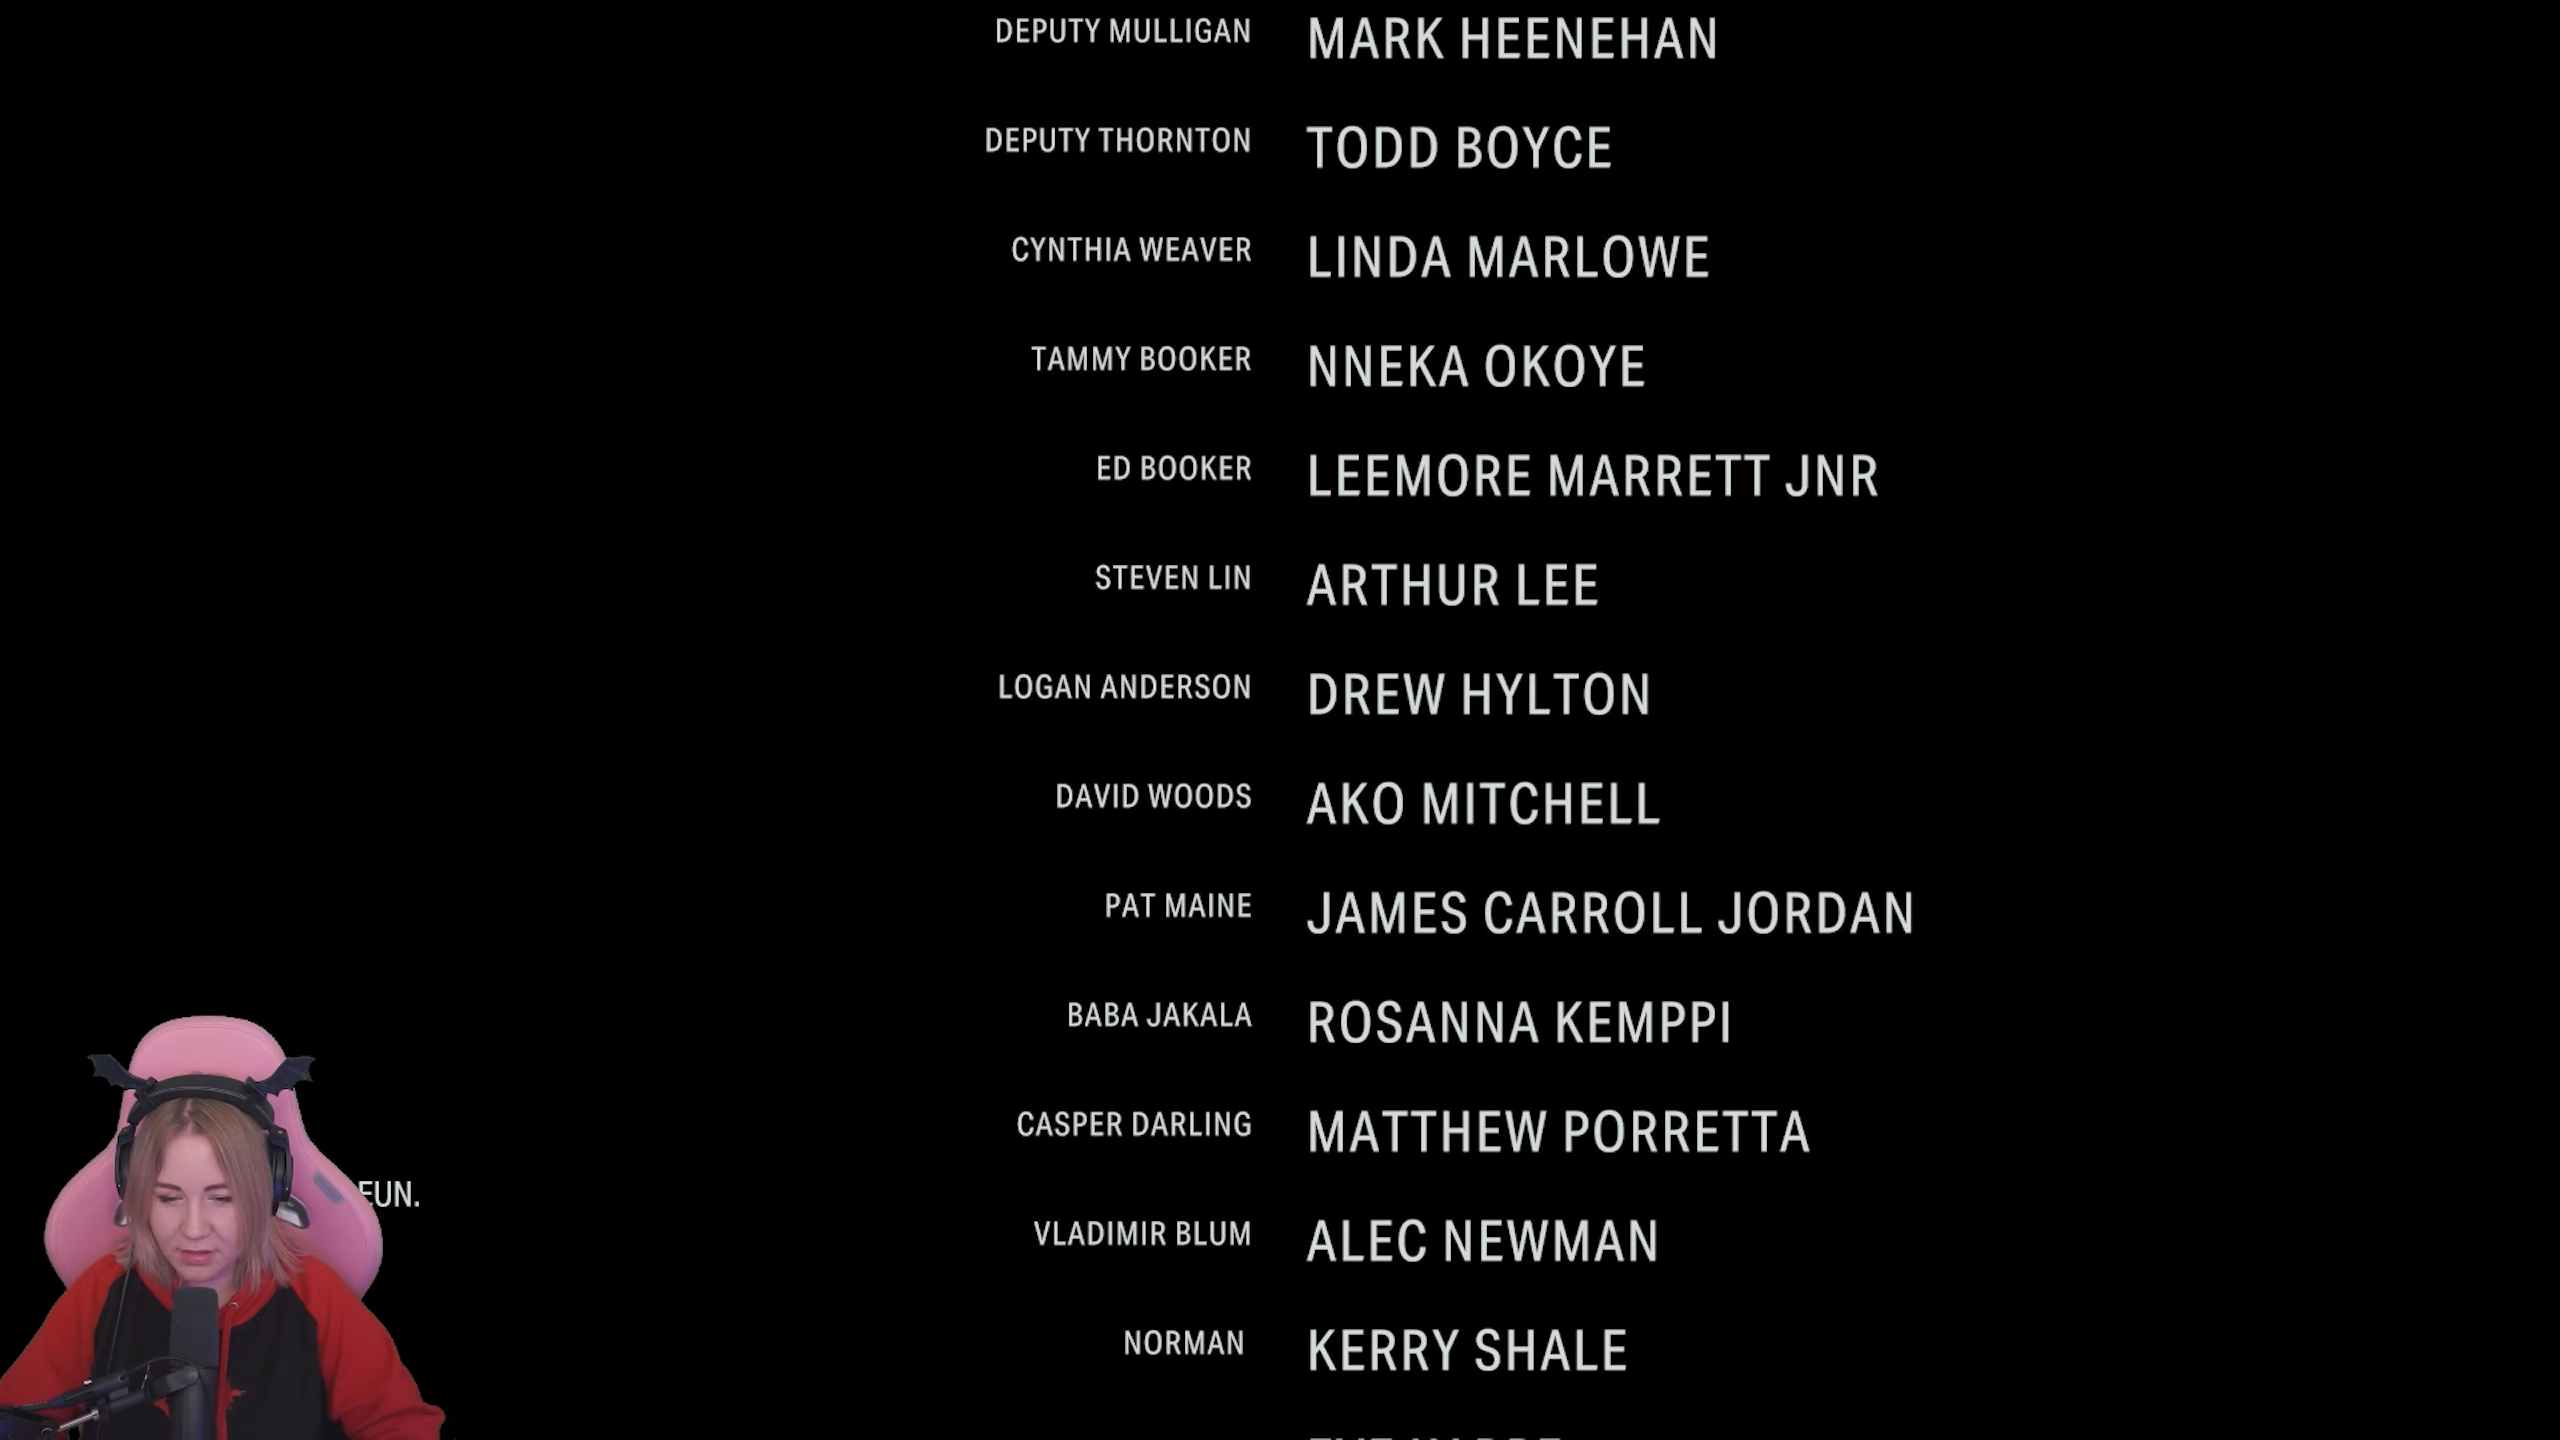 DEPUTY MULLIGAN MARK HEENEHAN
DEPUTY THORNTON TODD BOYCE
CYNTHIA WEAVER LINDA MARLOWE
TAMMY BOOKER NNEKA OKOYE
ED BOOKER LEEMORE MARRETT JNR
STEVEN LIN ARTHUR LEE
LOGAN ANDERSON DREW HYLTON
DAVID WOODS AKO MITCHELL
PAT MAINE JAMES CARROLL JORDAN
BABA JAKALA ROSANNA KEMPPI
CASPER DARLING MATTHEW PORRETTA
EUN.
VLADIMIR BLUM ALEC NEWMAN
NORMAN KERRY SHALE